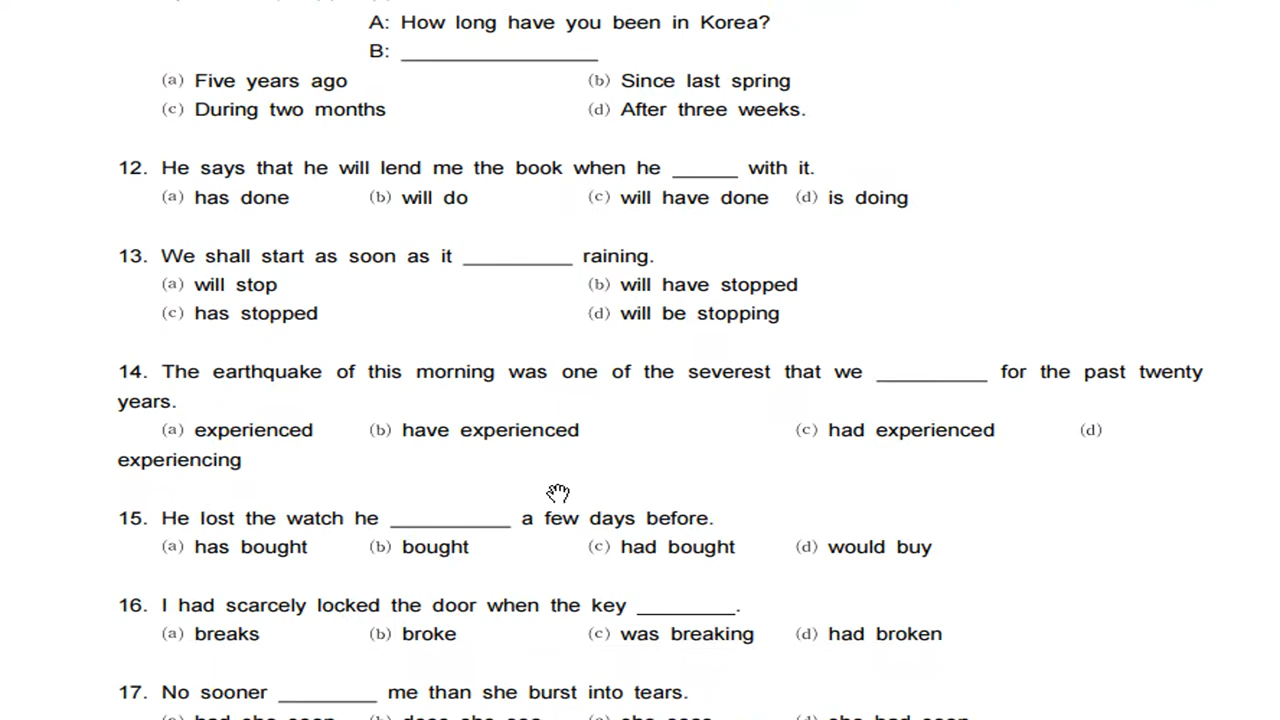 A: How long have you been in Korea?
B: ____________________
(a) Five years ago (b) Since last spring
(c) During two months (d) After three weeks.
12. He says that he will lend me the book when he ______ with it.
(a) has done (b) will do (c) will have done (d) is doing
13. We shall start as soon as it __________ raining.
(a) will stop (b) will have stopped
(c) has stopped (d) will be stopping
14. The earthquake of this morning was one of the severest that we __________ for the past twenty
years.
(a) experienced (b) have experienced (c) had experienced (d)
experiencing
15. He lost the watch he ___________ a few days before.
(a) has bought (b) bought (c) had bought (d) would buy
16. I had scarcely locked the door when the key _________.
(a) breaks (b) broke (c) was breaking (d) had broken
17. No sooner _________ me than she burst into tears.